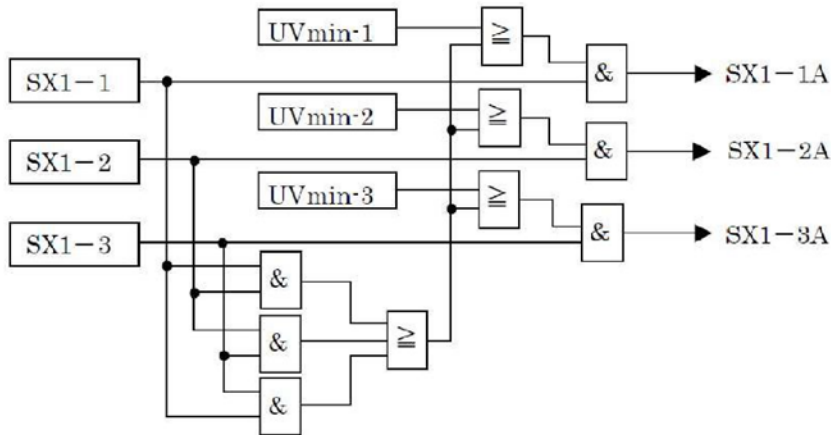 UVmin-1
≧
SX1-1
&
SX1-1A
UVmin-2
≧
SX1-2
&
SX1-2A
UVmin-3
≧
SX1-3
&
SX1-3A
&
&
≧
&